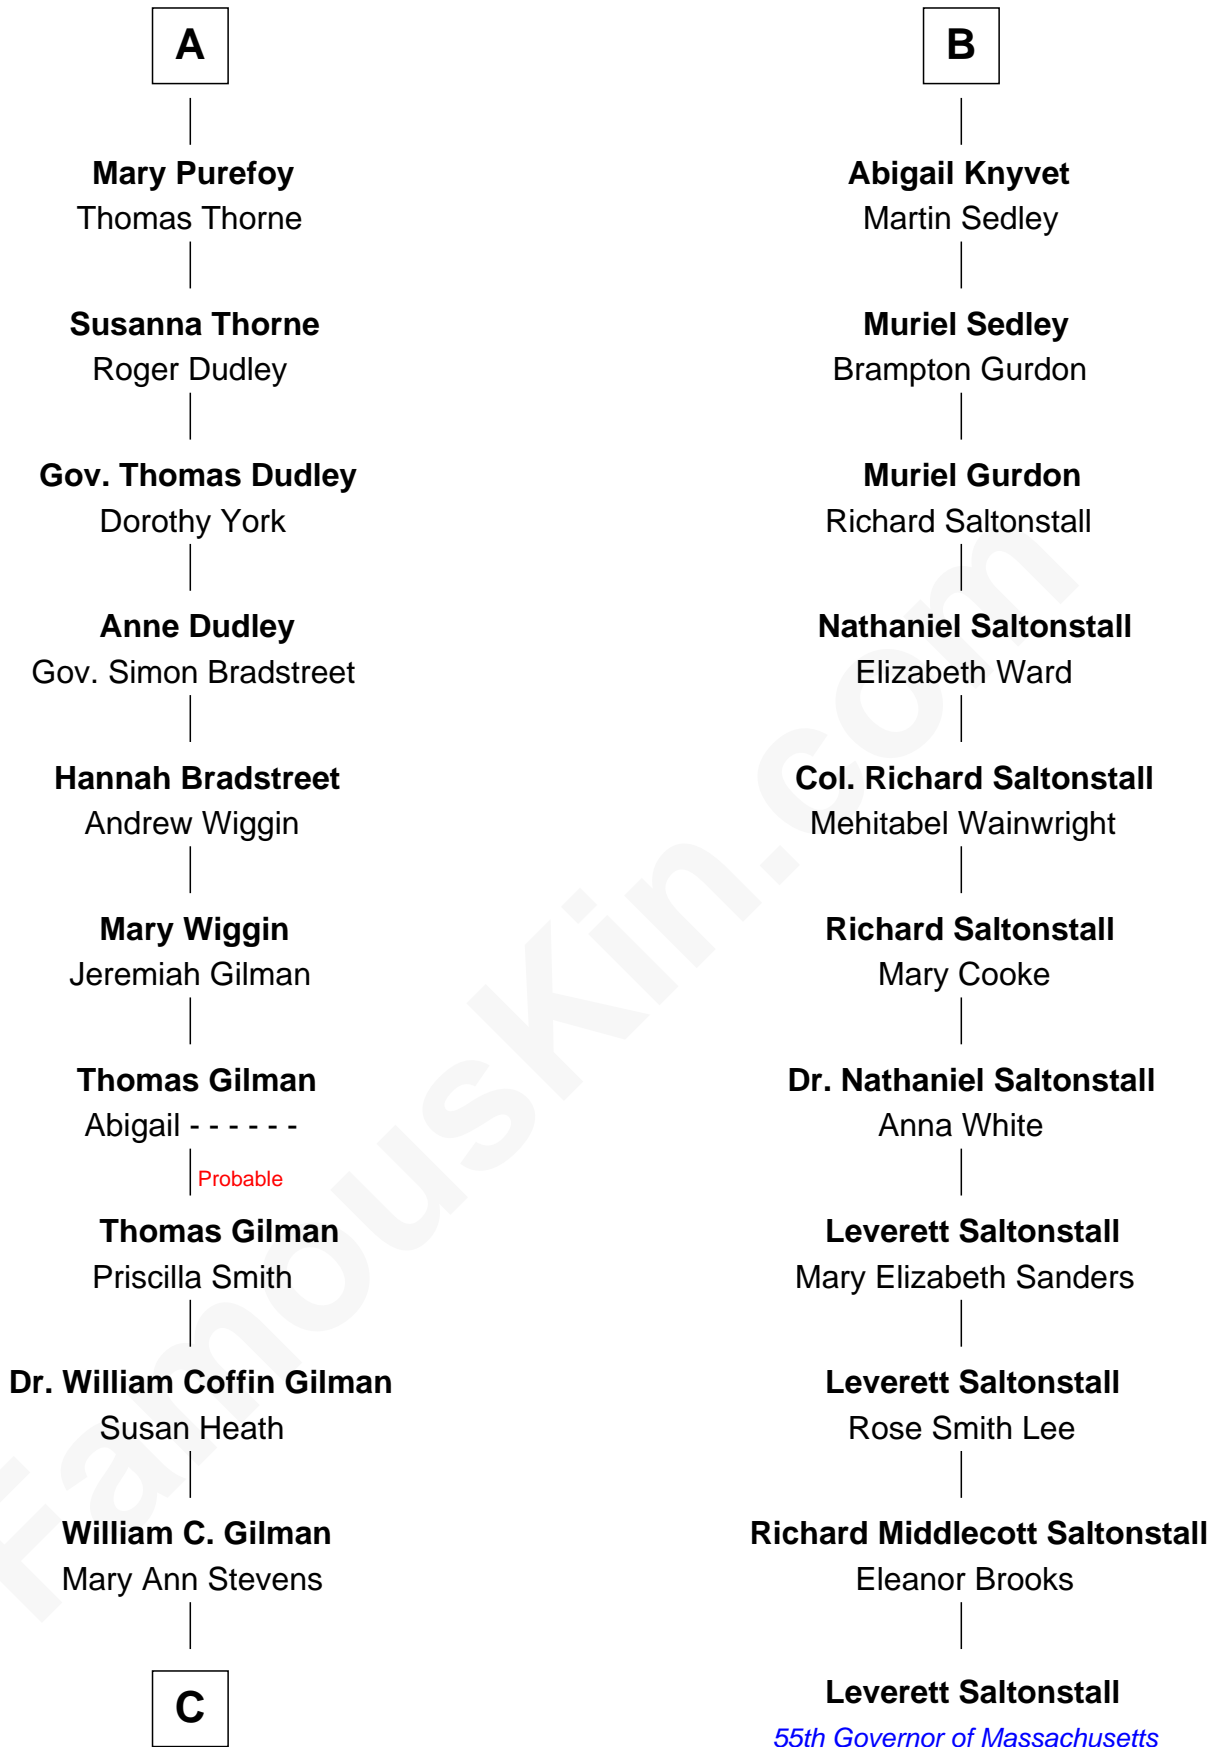 A
Mary Purefoy
Thomas Thorne
Susanna Thorne
Roger Dudley
Gov. Thomas Dudley
Dorothy York
Anne Dudley
Gov. Simon Bradstreet
Hannah Bradstreet
Andrew Wiggin
Mary Wiggin
Jeremiah Gilman
Thomas Gilman
Abigail - - - - - -
Probable
Thomas Gilman
Priscilla Smith
Dr. William Coffin Gilman
Susan Heath
William C. Gilman
Mary Ann Stevens
C
B
Abigail Knyvet
Martin Sedley
Muriel Sedley
Brampton Gurdon
Muriel Gurdon
Richard Saltonstall
Nathaniel Saltonstall
Elizabeth Ward
Col. Richard Saltonstall
Mehitabel Wainwright
Richard Saltonstall
Mary Cooke
Dr. Nathaniel Saltonstall
Anna White
Leverett Saltonstall
Mary Elizabeth Sanders
Leverett Saltonstall
Rose Smith Lee
Richard Middlecott Saltonstall
Eleanor Brooks
Leverett Saltonstall
55th Governor of Massachusetts
FamousKin.com